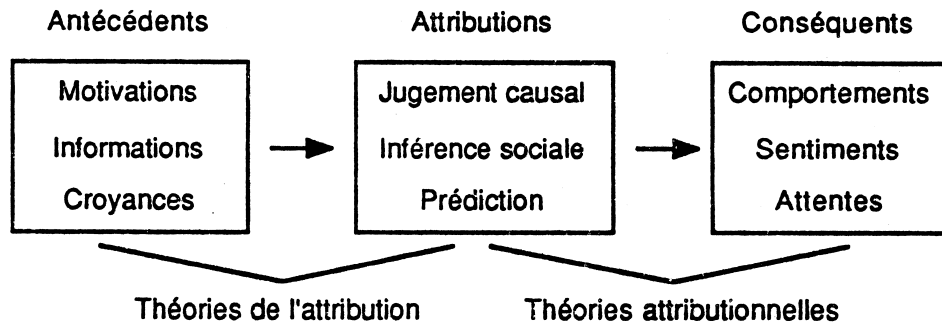 Antécédents Attributions Conséquents
Motivations Jugement causal Comportements
Informations Inférence sociale Sentiments
Croyances Prédiction Attentes
Théories de l'attribution Théories attributionnelles